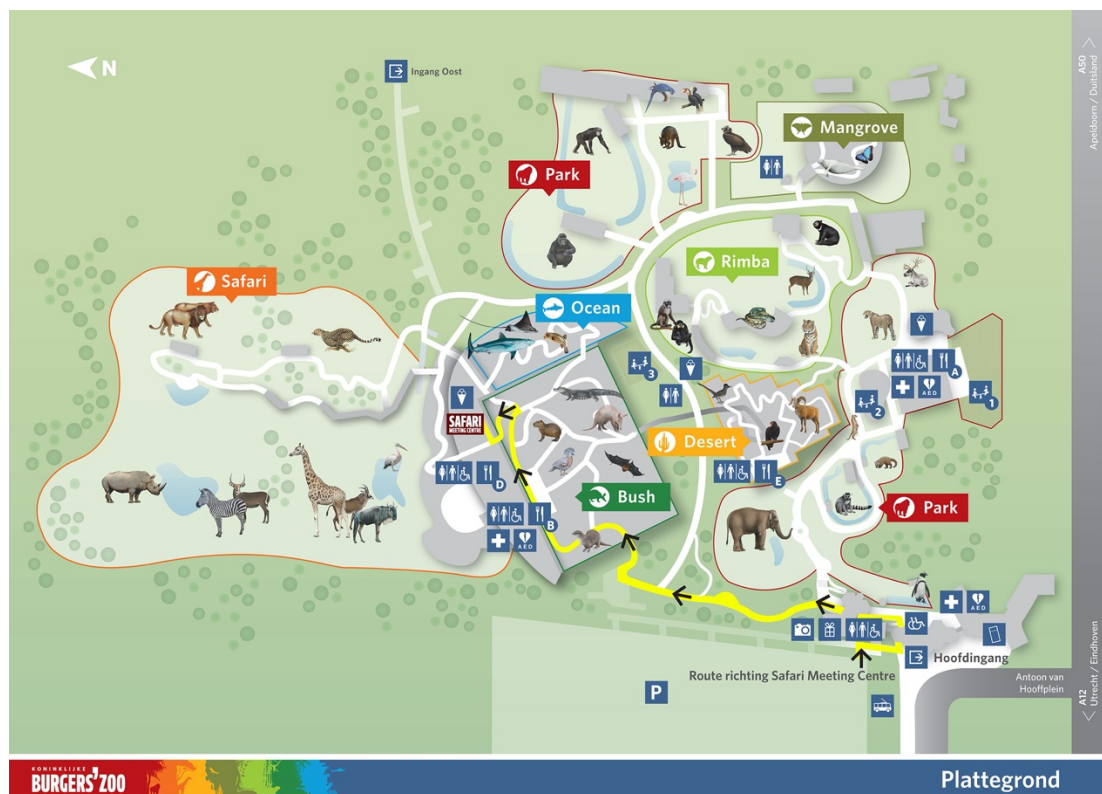 N
Ingang Oost
Apeldoorn / Duitsland
A50
Mangrove
Park
Rimba
Safari
Ocean
3
A
AED
1
2
SAFARI
MEETING CENTRE
Desert
E
D
Bush
B
AED
Park
AED
Hoofdingang
Route richting Safari Meeting Centre
P
Antoon van
Hooffplein
A12
Utrecht / Eindhoven
KONINKLIJKE
BURGERS'ZOO
Plattegrond